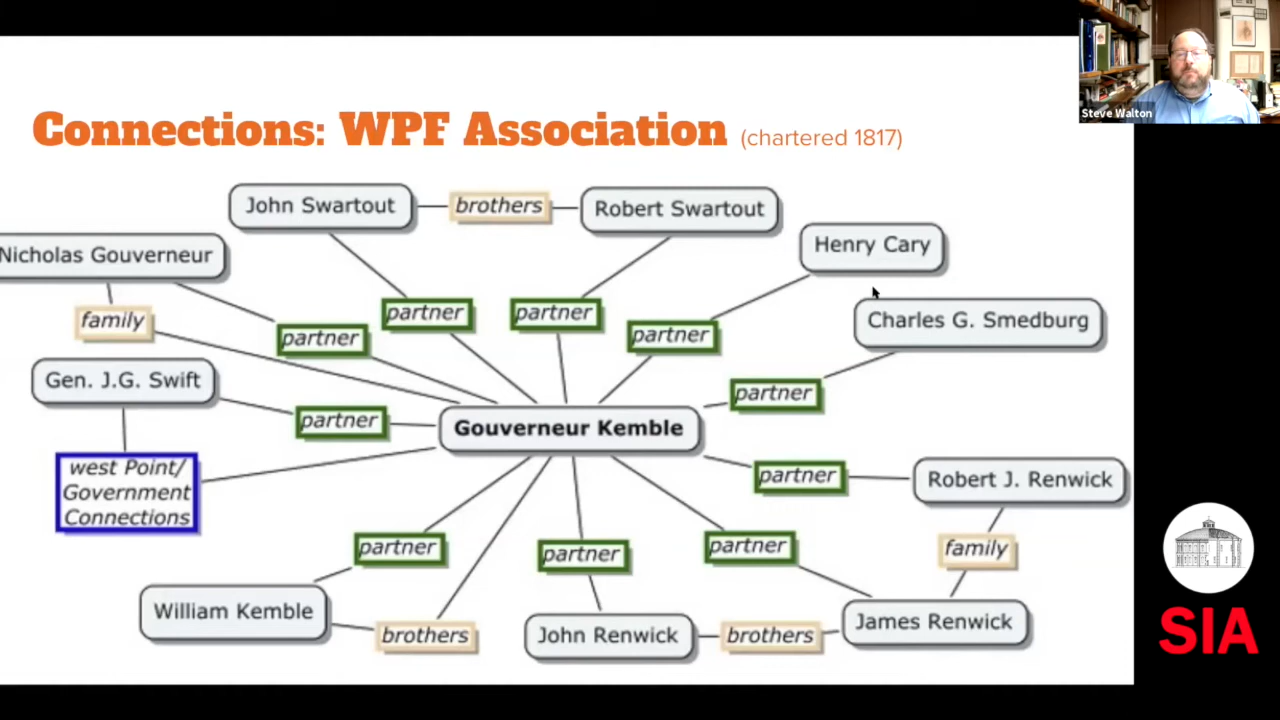 Steve Walton
Connections: WPF Association (chartered 1817)
John Swartout
brothers
Robert Swartout
Henry Cary
Nicholas Gouverneur
family
partner
partner
partner
partner
Charles G. Smedburg
Gen. J.G. Swift
partner
partner
Gouverneur Kemble
west Point/
Government
Connections
partner
Robert J. Renwick
partner
partner
partner
family
William Kemble
brothers
John Renwick
brothers
James Renwick
SIA